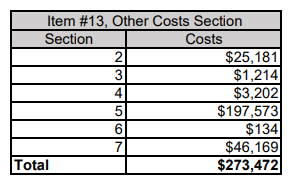 Item #13, Other Costs Section
Section Costs
2 $25,181
3 $1,214
4 $3,202
5 $197,573
6 $134
7 $46,169
Total $273,472